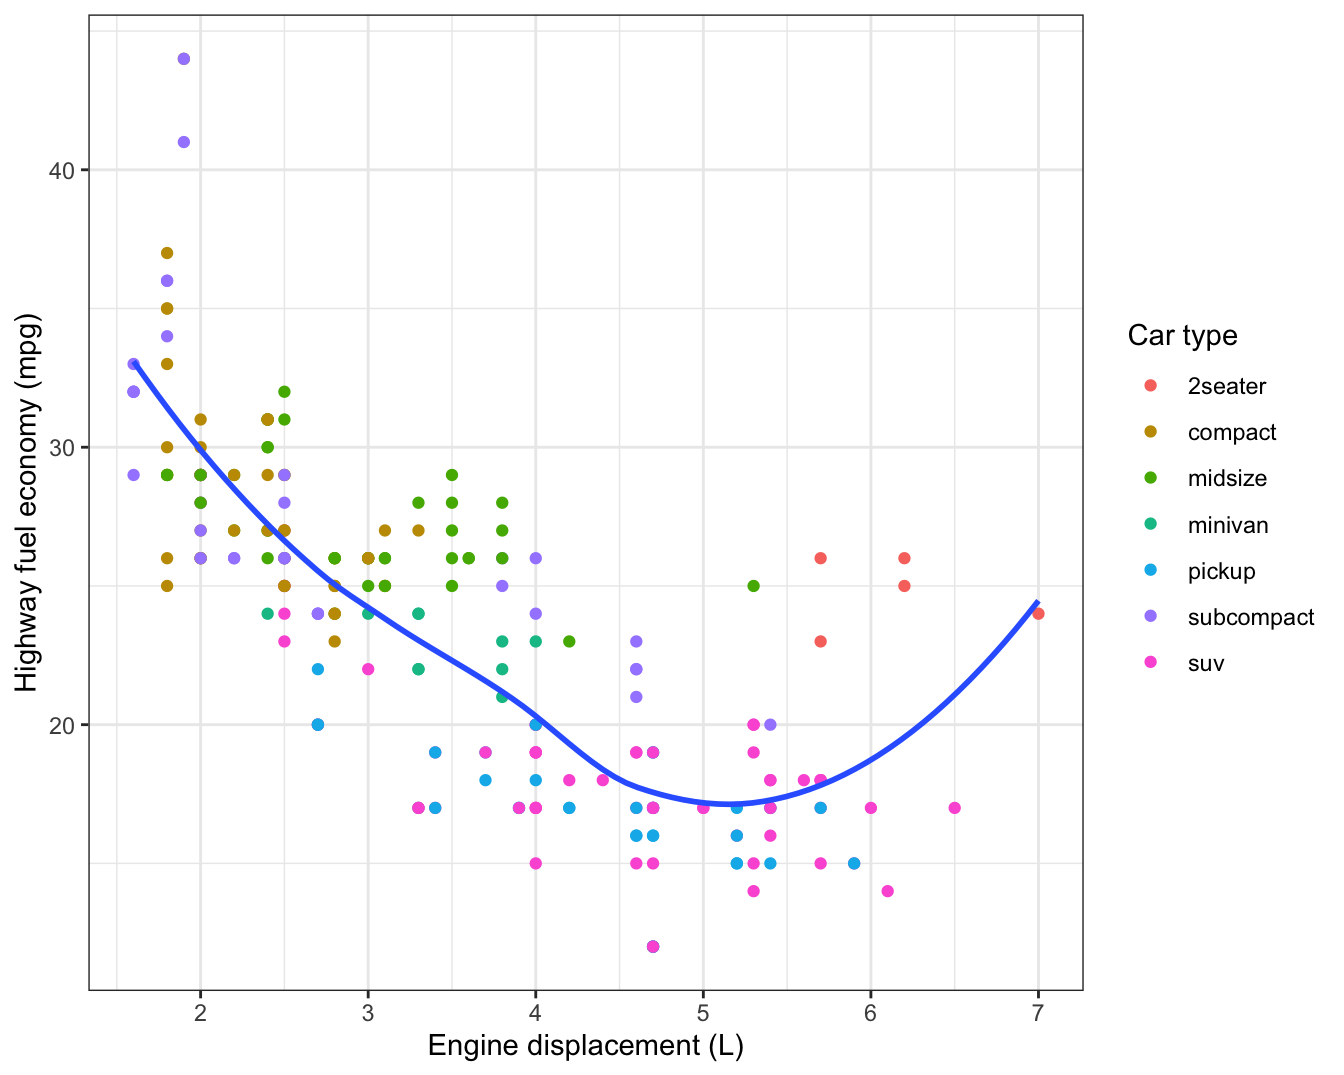 Highway fuel economy (mpg)
40
30
20
2 3 4 5 6 7
Engine displacement (L)
Car type
2seater
compact
midsize
minivan
pickup
subcompact
suv